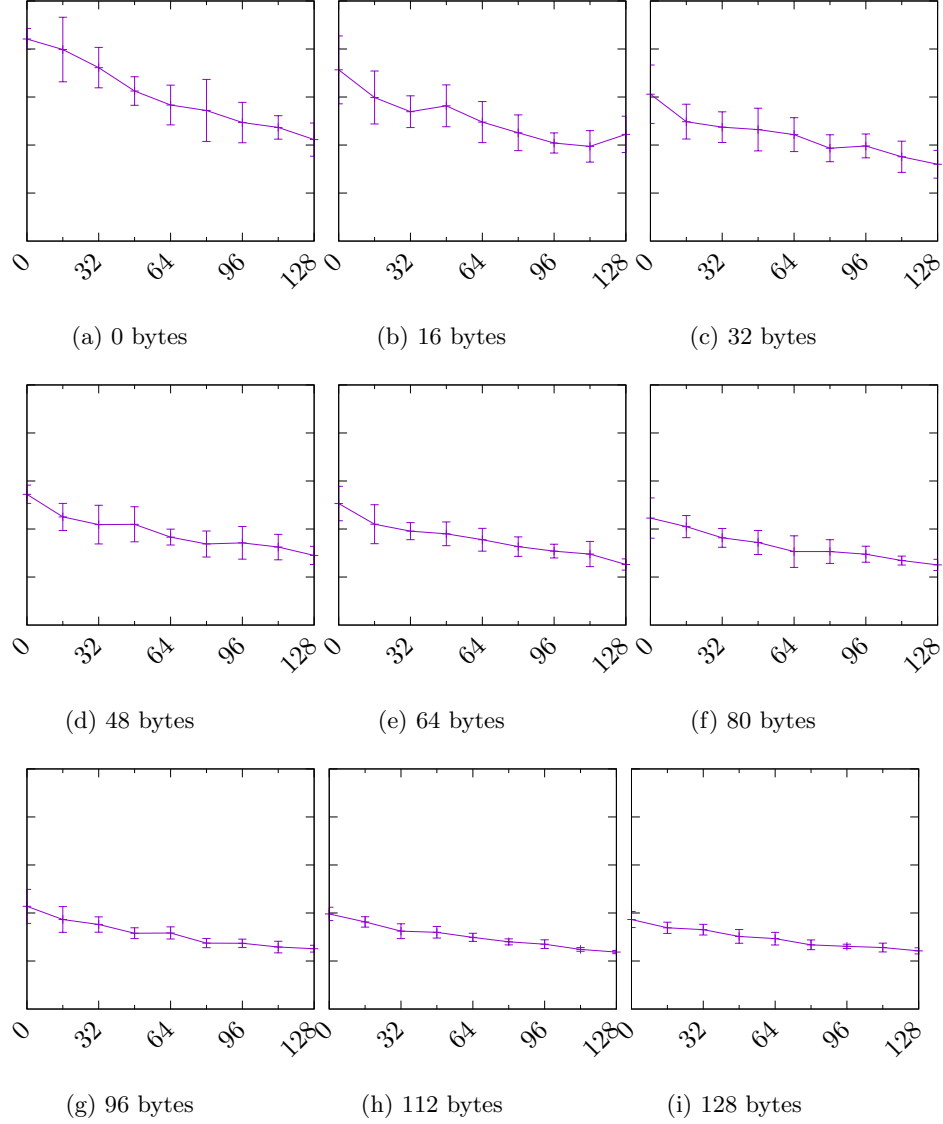 0 32 64 96 128 0 32 64 96 128 0 32 64 96 128
(a) 0 bytes (b) 16 bytes (c) 32 bytes
0 32 64 96 128 0 32 64 96 128 0 32 64 96 128
(d) 48 bytes (e) 64 bytes (f) 80 bytes
0 32 64 96 128 0 32 64 96 128 0 32 64 96 128
(g) 96 bytes (h) 112 bytes (i) 128 bytes